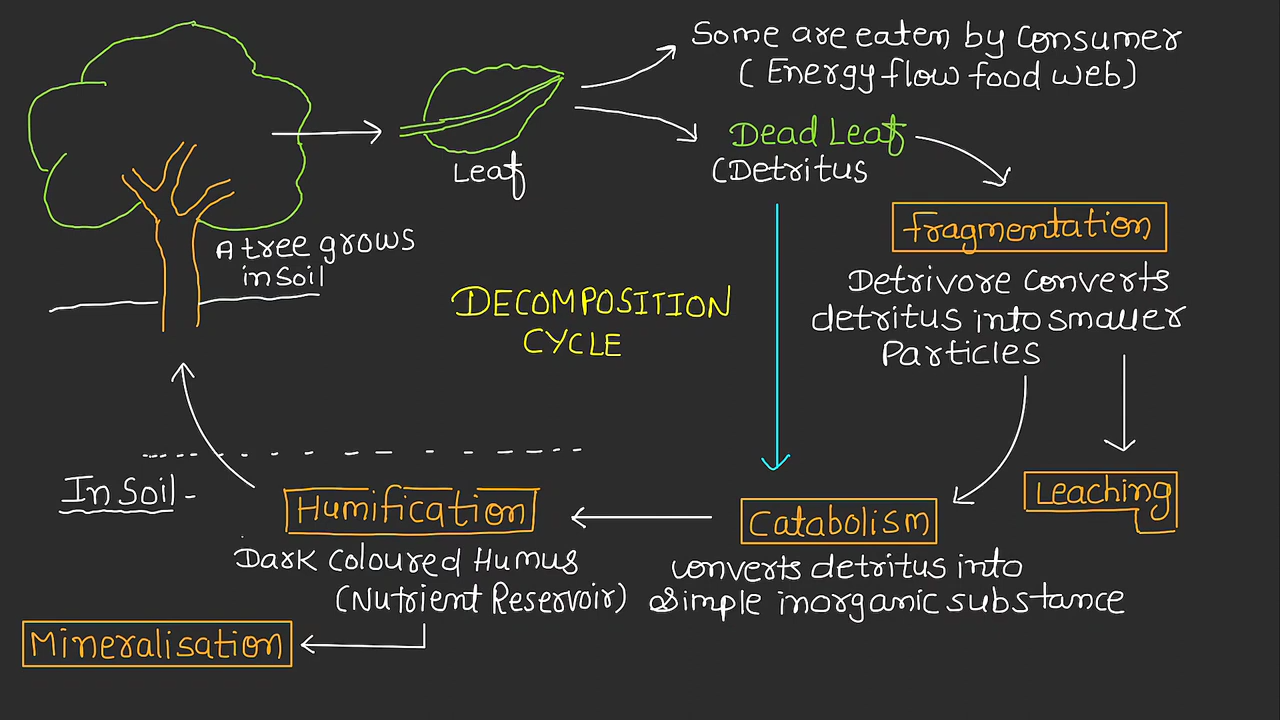 Some are eaten by Consumer
( Energy flow food web)
Dead Leaf
(Detritus
Leaf
Fragmentation
A tree grows
in Soil
Detrivore converts
detritus into smaller
Particles
DECOMPOSITION
CYCLE
In Soil -
Leaching
Humification
Catabolism
Dark Coloured Humus
(Nutrient Reservoir)
converts detritus into
simple inorganic substance
Mineralisation